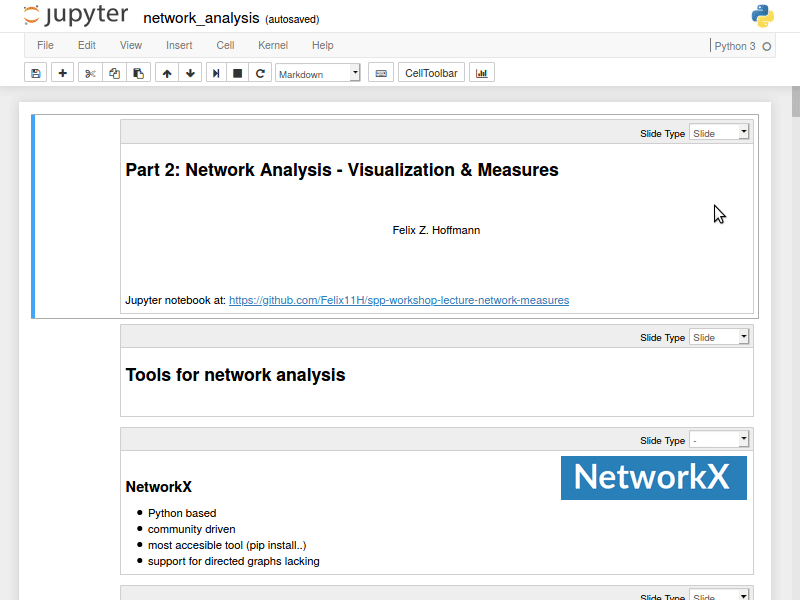 jupyter network_analysis (autosaved)
File Edit View Insert Cell Kernel Help Python 3
Markdown CellToolbar
Slide Type Slide
Part 2: Network Analysis - Visualization & Measures
Felix Z. Hoffmann
Jupyter notebook at: https://github.com/Felix11H/spp-workshop-lecture-network-measures
Slide Type Slide
Tools for network analysis
Slide Type -
NetworkX
NetworkX
Python based
community driven
most accesible tool (pip install..)
support for directed graphs lacking
Slide Type Slide